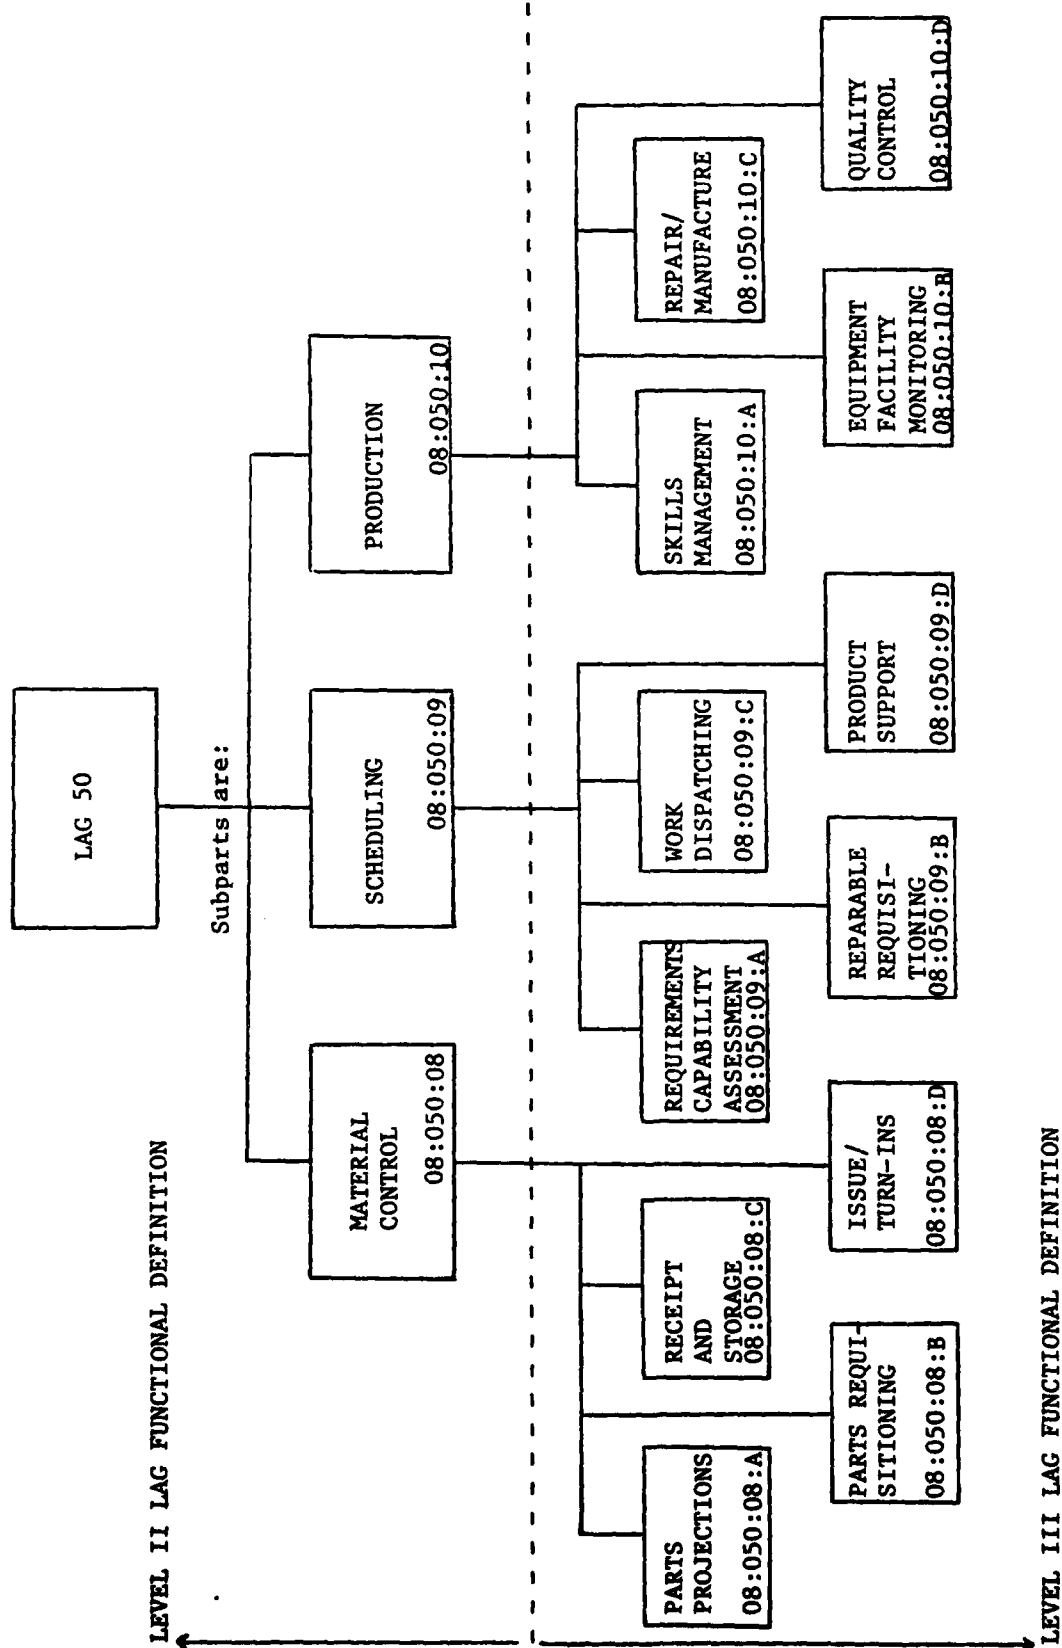 LEVEL II LAG FUNCTIONAL DEFINITION
LAG 50
Subparts are:
MATERIAL
CONTROL
08:050:08
SCHEDULING
08:050:09
PRODUCTION
08:050:10
PARTS
PROJECTIONS
08:050:08:A
RECEIPT
AND
STORAGE
08:050:08:C
REQUIREMENTS
CAPABILITY
ASSESSMENT
08:050:09:A
WORK
DISPATCHING
08:050:09:C
SKILLS
MANAGEMENT
08:050:10:A
REPAIR/
MANUFACTURE
08:050:10:C
PARTS REQUI-
SITIONING
08:050:08:B
ISSUE/
TURN-INS
08:050:08:D
REPARABLE
REQUISI-
TIONING
08:050:09:B
PRODUCT
SUPPORT
08:050:09:D
EQUIPMENT
FACILITY
MONITORING
08:050:10:B
QUALITY
CONTROL
08:050:10:D
LEVEL III LAG FUNCTIONAL DEFINITION